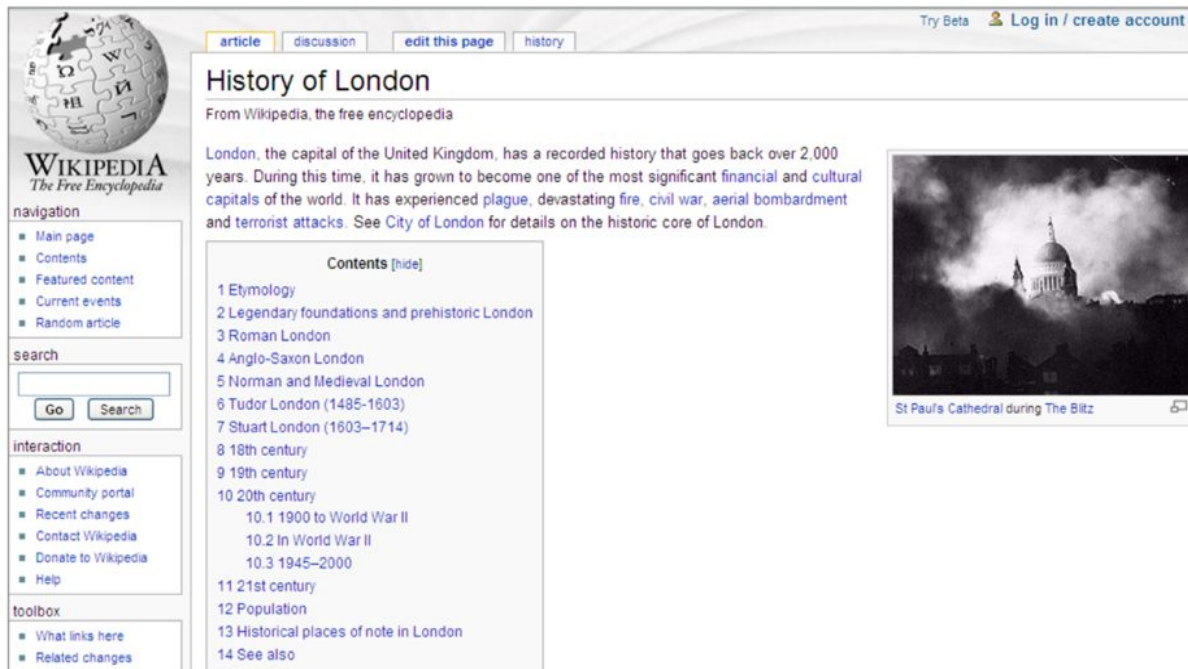 Try Beta Log in / create account
article discussion edit this page history
WIKIPEDIA
The Free Encyclopedia
navigation
Main page
Contents
Featured content
Current events
Random article
search
Go Search
interaction
About Wikipedia
Community portal
Recent changes
Contact Wikipedia
Donate to Wikipedia
Help
toolbox
What links here
Related changes
History of London
From Wikipedia, the free encyclopedia
London, the capital of the United Kingdom, has a recorded history that goes back over 2,000
years. During this time, it has grown to become one of the most significant financial and cultural
capitals of the world. It has experienced plague, devastating fire, civil war, aerial bombardment
and terrorist attacks. See City of London for details on the historic core of London.
Contents [hide]
1 Etymology
2 Legendary foundations and prehistoric London
3 Roman London
4 Anglo-Saxon London
5 Norman and Medieval London
6 Tudor London (1485-1603)
7 Stuart London (1603–1714)
8 18th century
9 19th century
10 20th century
10.1 1900 to World War II
10.2 In World War II
10.3 1945–2000
11 21st century
12 Population
13 Historical places of note in London
14 See also
St Paul's Cathedral during The Blitz